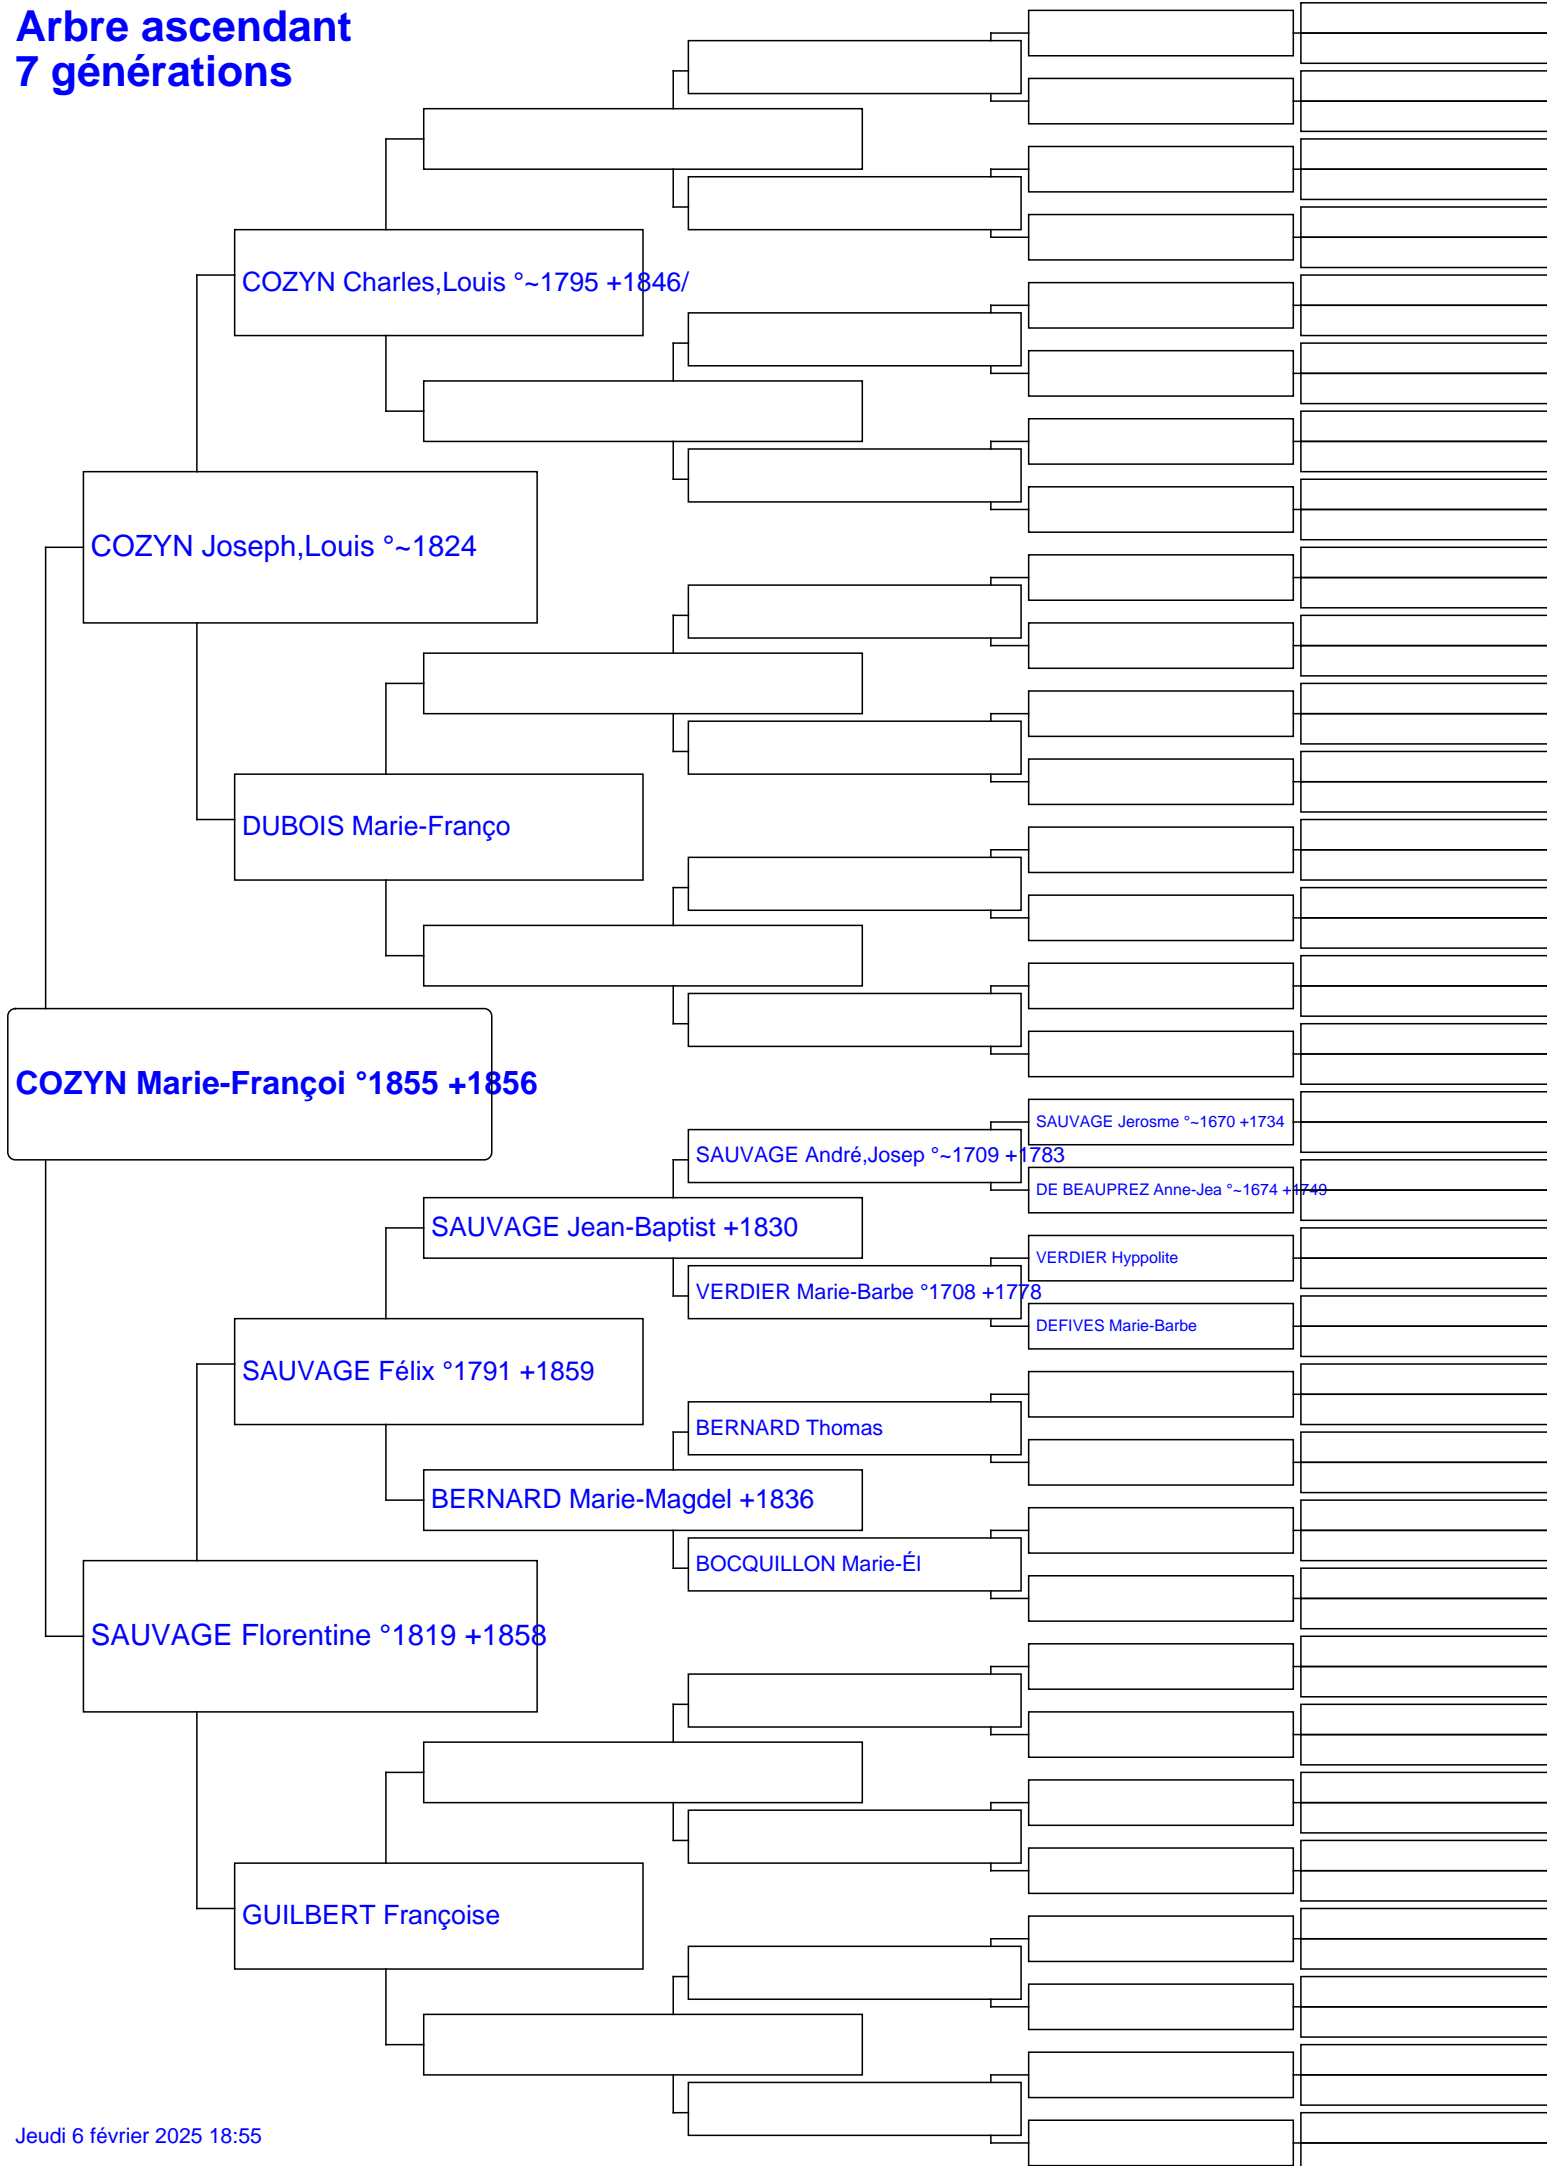 Arbre ascendant
7 générations
COZYN Charles,Louis °~1795 +1846/
COZYN Joseph,Louis °~1824
DUBOIS Marie-Franço
COZYN Marie-Françoi °1855 +1856
SAUVAGE Jerosme °~1670 +1734
SAUVAGE André,Josep °~1709 +1783
DE BEAUPREZ Anne-Jea °~1674 +1749
SAUVAGE Jean-Baptist +1830
VERDIER Hyppolite
VERDIER Marie-Barbe °1708 +1778
DEFIVES Marie-Barbe
SAUVAGE Félix °1791 +1859
BERNARD Thomas
BERNARD Marie-Magdel +1836
BOCQUILLON Marie-Él
SAUVAGE Florentine °1819 +1858
GUILBERT Françoise
Jeudi 6 février 2025 18:55